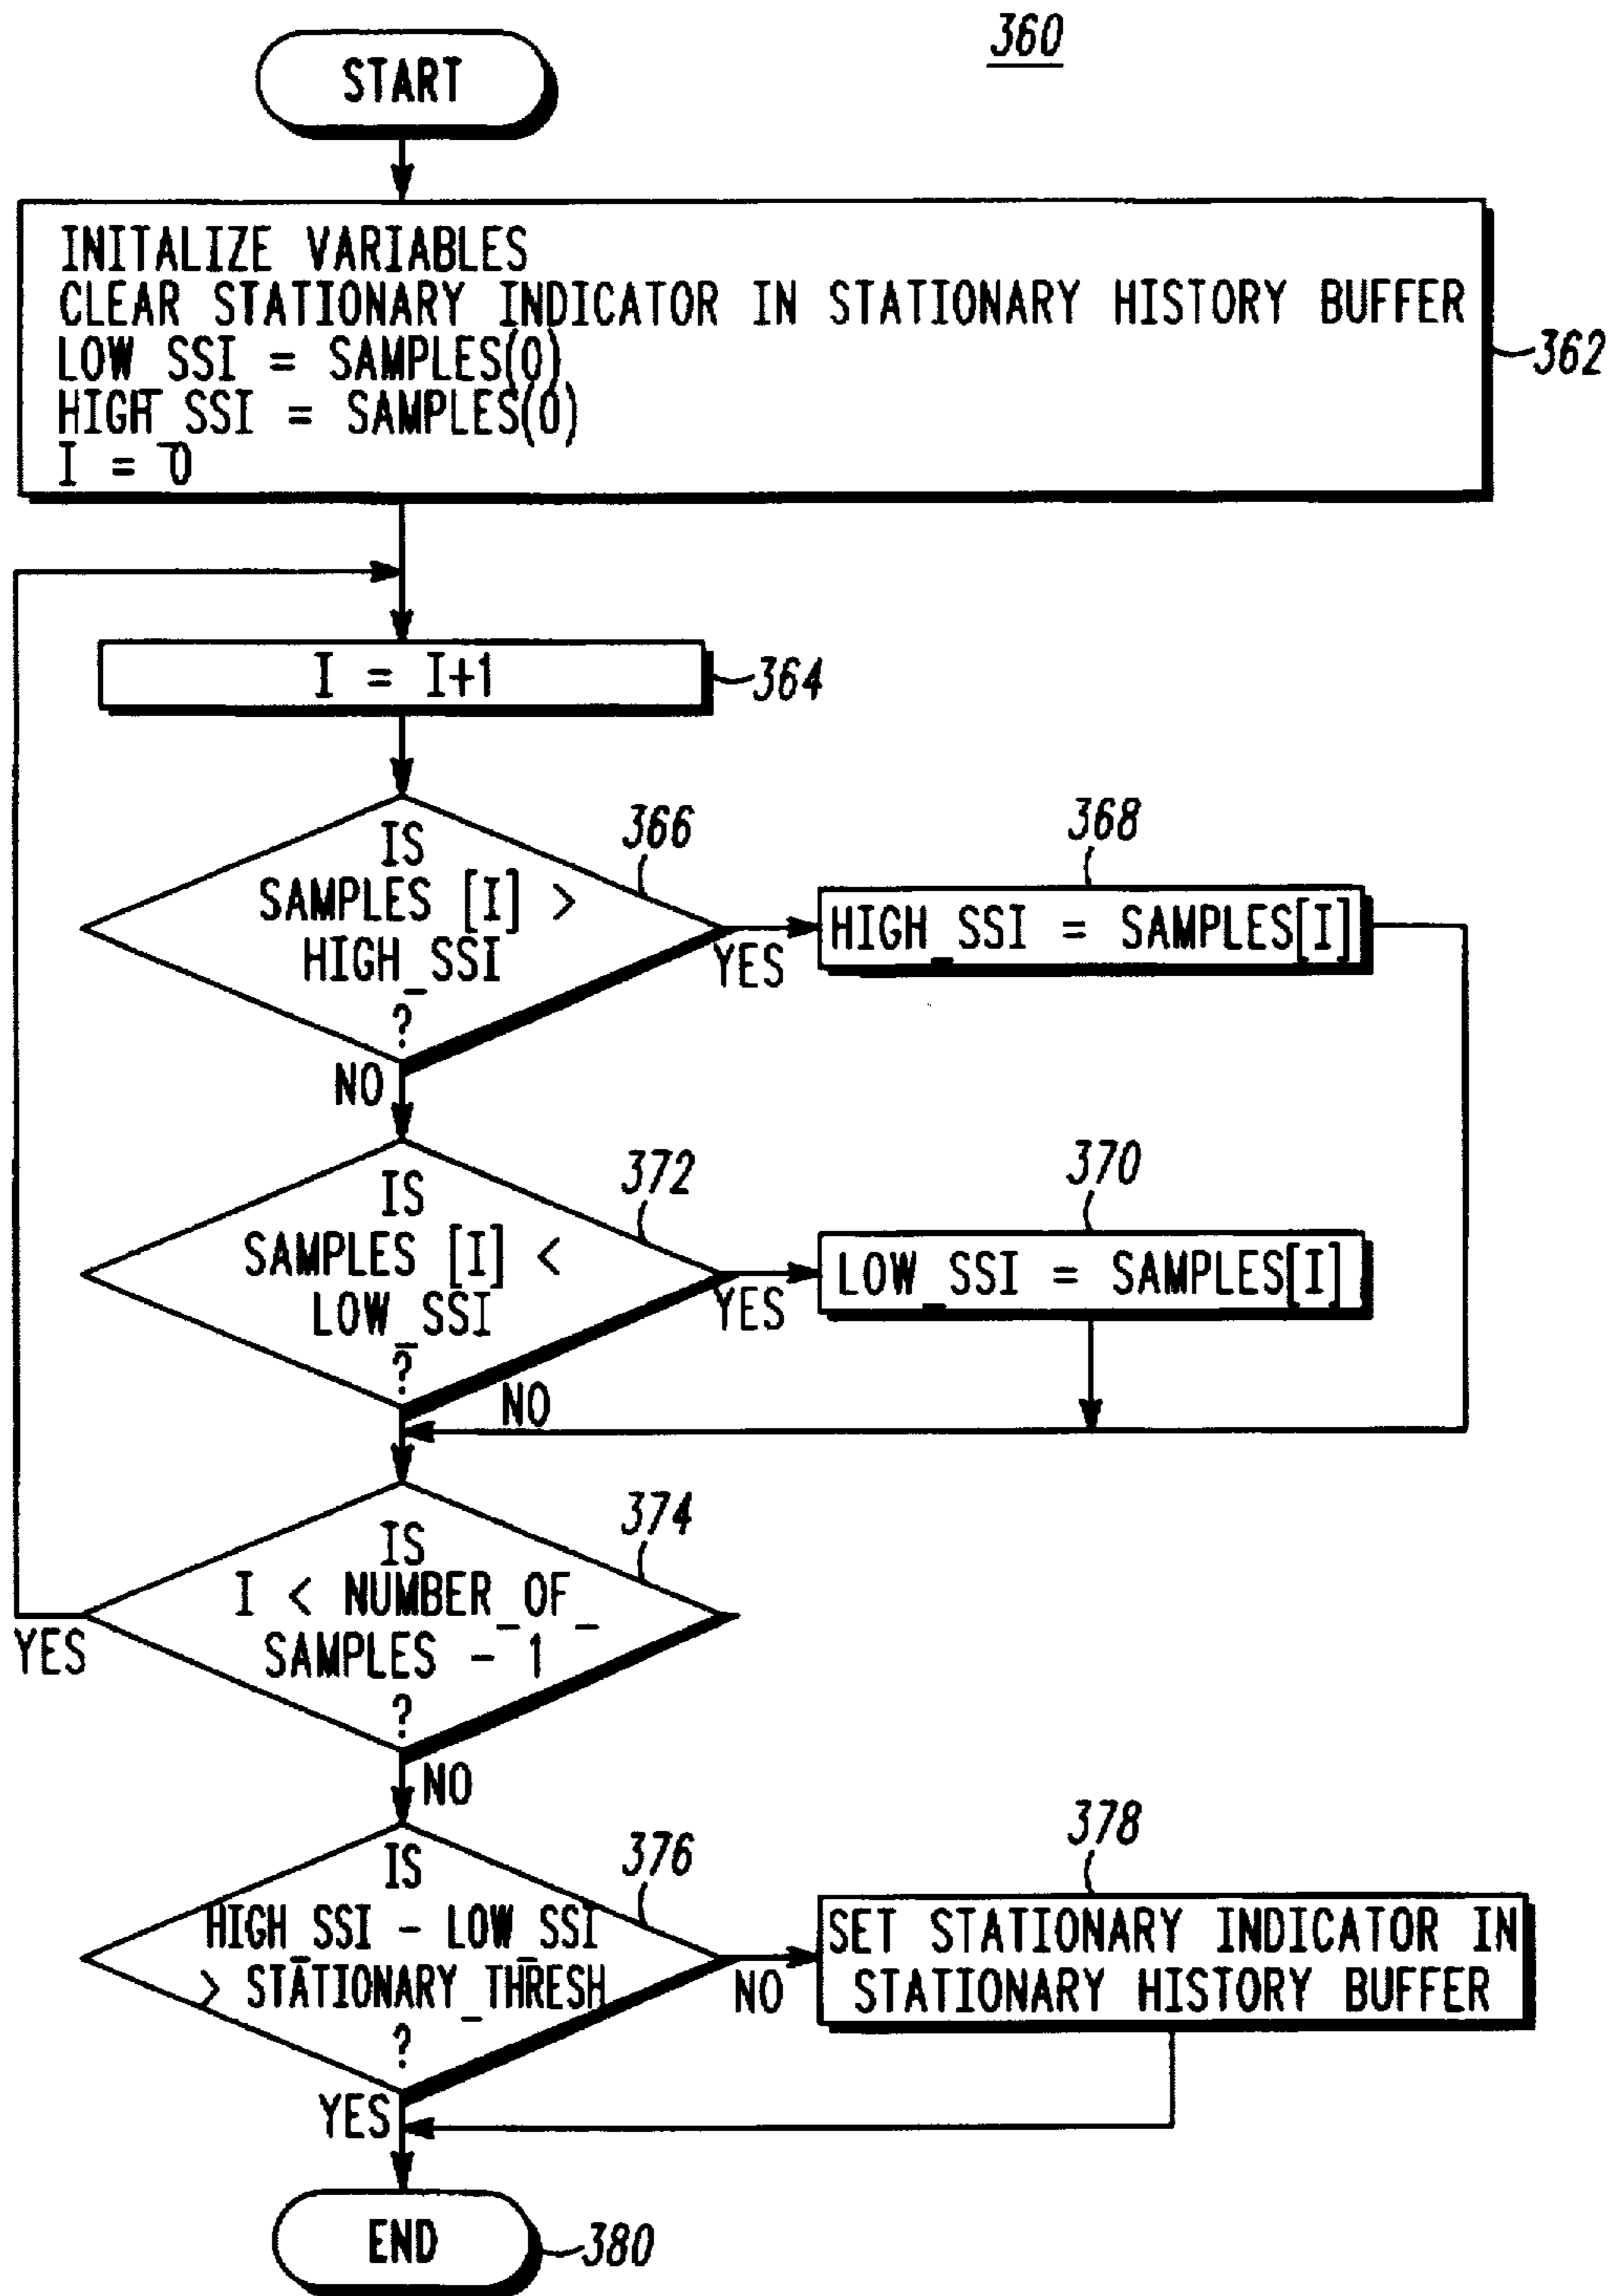 360
START
INITALIZE VARIABLES
CLEAR STATIONARY INDICATOR IN STATIONARY HISTORY BUFFER
LOW_SSI = SAMPLES(0)
HIGH_SSI = SAMPLES(0)
I = 0
362
I = I+1
364
IS
SAMPLES [I] >
HIGH_SSI
?
366
YES
NO
368
HIGH_SSI = SAMPLES[I]
IS
SAMPLES [I] <
LOW_SSI
?
372
YES
NO
370
LOW_SSI = SAMPLES[I]
IS
I < NUMBER_OF_
SAMPLES - 1
?
374
YES
NO
IS
HIGH_SSI - LOW_SSI
> STATIONARY_THRESH
?
376
NO
YES
378
SET STATIONARY INDICATOR IN
STATIONARY HISTORY BUFFER
END
380